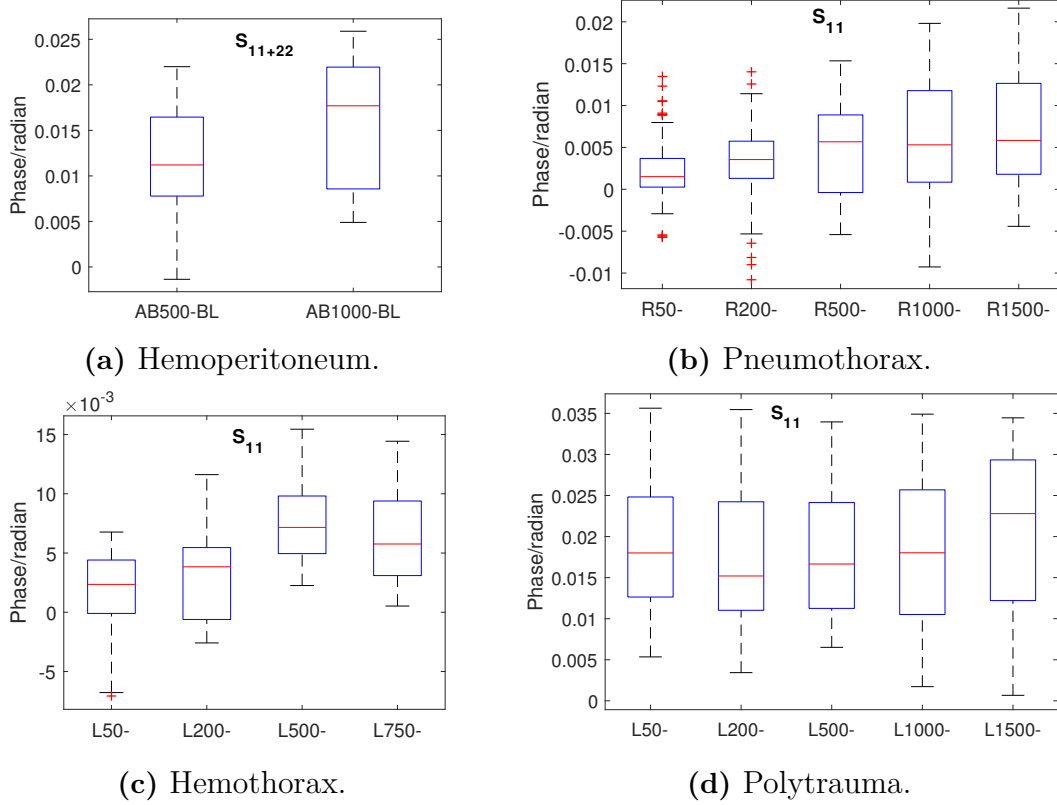 S11+22
Phase/radian
0.025
0.02
0.015
0.01
0.005
0
AB500-BL AB1000-BL
(a) Hemoperitoneum.
S11
Phase/radian
0.02
0.015
0.01
0.005
0
-0.005
-0.01
R50- R200- R500- R1000- R1500-
(b) Pneumothorax.
×10-3
S11
Phase/radian
15
10
5
0
-5
L50- L200- L500- L750-
(c) Hemothorax.
S11
Phase/radian
0.035
0.03
0.025
0.02
0.015
0.01
0.005
0
L50- L200- L500- L1000- L1500-
(d) Polytrauma.